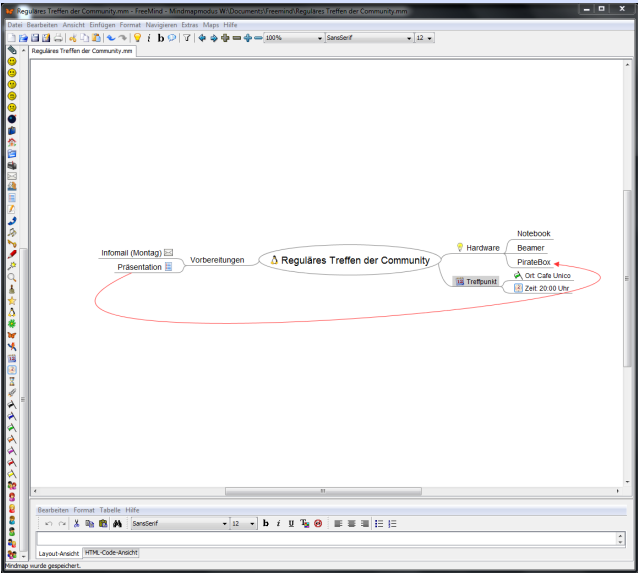 Reguläres Treffen der Community.mm - FreeMind - Mindmapmodus W:\Documents\Freemind\Reguläres Treffen der Community.mm
Datei Bearbeiten Ansicht Einfügen Format Navigieren Extras Maps Hilfe
100% SansSerif 12
Reguläres Treffen der Community.mm
Notebook
Infomail (Montag)
Hardware
Beamer
Vorbereitungen
Reguläres Treffen der Community
Präsentation
PirateBox
Treffpunkt
Ort: Cafe Unico
Zeit: 20:00 Uhr
Bearbeiten Format Tabelle Hilfe
SansSerif 12 b i U
Layout-Ansicht HTML-Code-Ansicht
Mindmap wurde gespeichert.